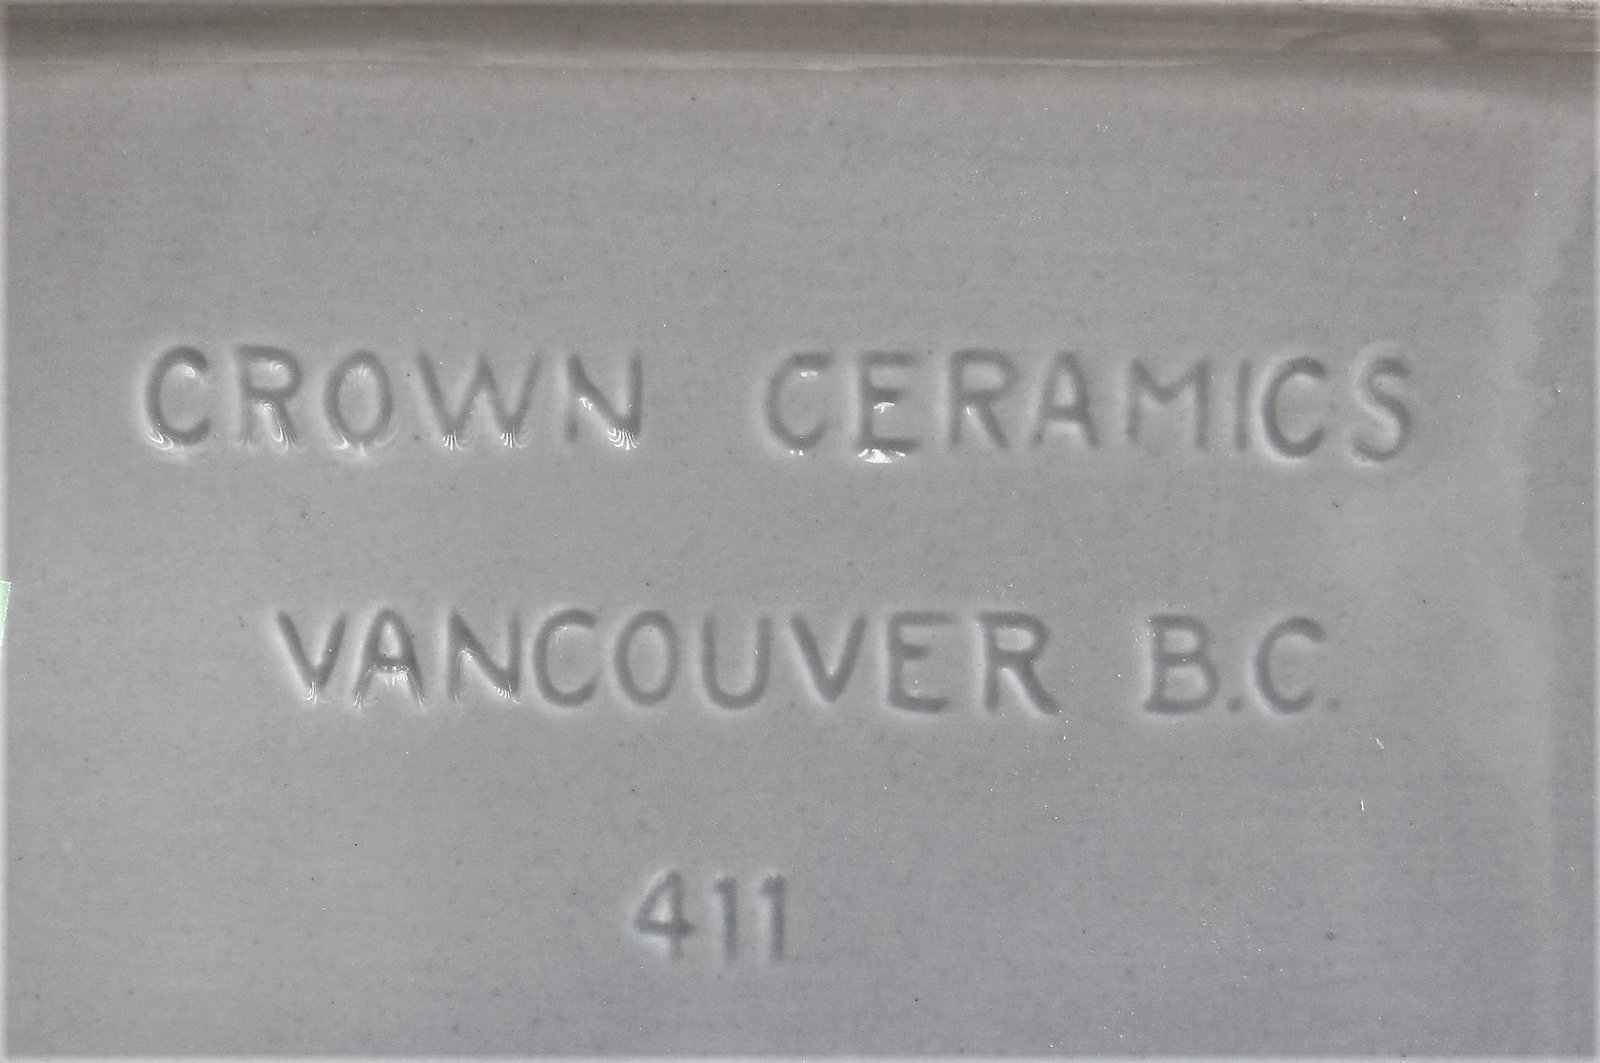 CROWN CERAMICS
VANCOUVER B.C.
411